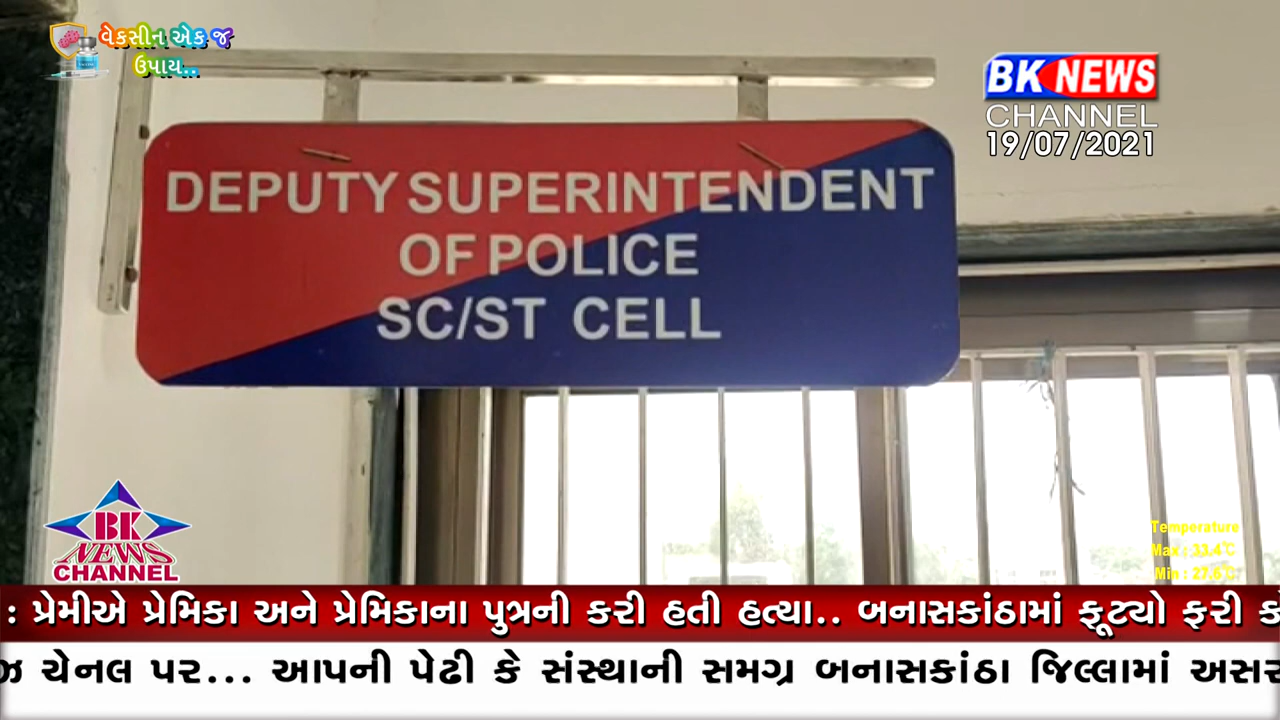 વેક્સીન એક જ
ઉપાય..
BK NEWS
CHANNEL
19/07/2021
DEPUTY SUPERINTENDENT
OF POLICE
SC/ST CELL
BK
NEWS
CHANNEL
Temperature
Max : 33.4℃
Min : 27.6℃
: પ્રેમીએ પ્રેમિકા અને પ્રેમિકાના પુત્રની કરી હતી હત્યા.. બનાસકાંઠામાં ફૂટ્યો ફરી
ચેનલ પર... આપની પેઢી કે સંસ્થાની સમગ્ર બનાસકાંઠા જિલ્લામાં